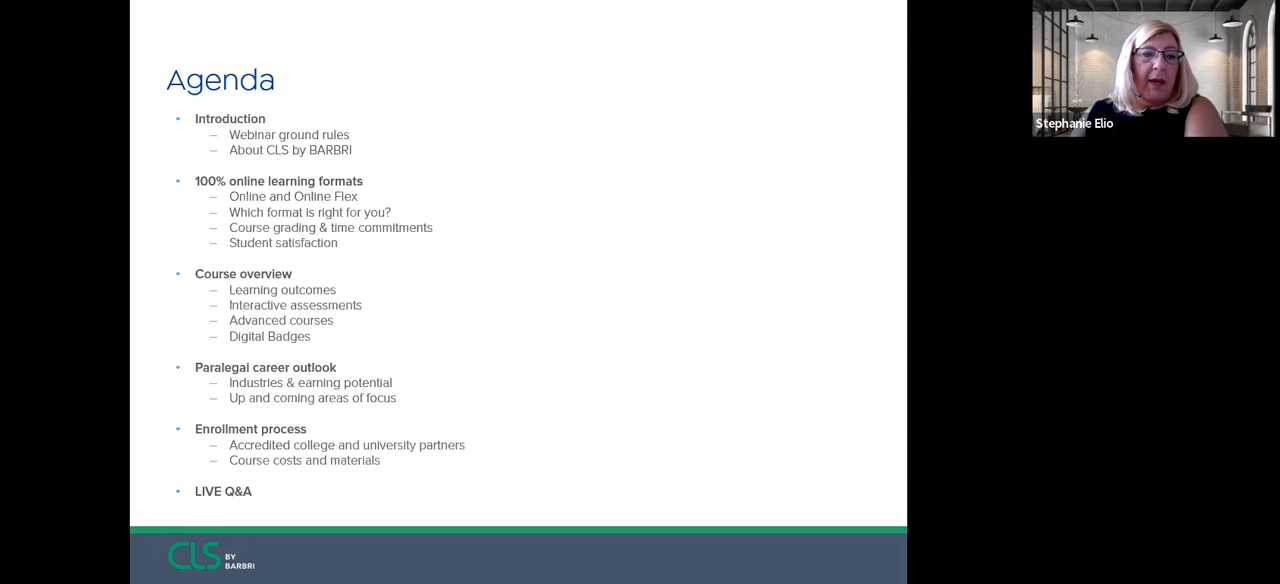 Agenda
Introduction
– Webinar ground rules
– About CLS by BARBRI
100% online learning formats
– Online and Online Flex
– Which format is right for you?
– Course grading & time commitments
– Student satisfaction
Course overview
– Learning outcomes
– Interactive assessments
– Advanced courses
– Digital Badges
Paralegal career outlook
– Industries & earning potential
– Up and coming areas of focus
Enrollment process
– Accredited college and university partners
– Course costs and materials
LIVE Q&A
CLS BY
BARBRI
Stephanie Elio